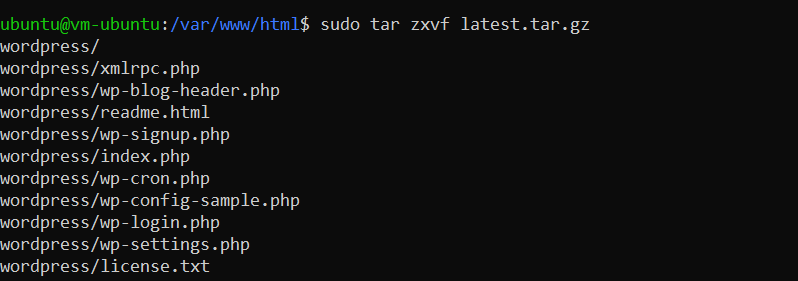 ubuntu@vm-ubuntu:/var/www/html$ sudo tar zxvf latest.tar.gz
wordpress/
wordpress/xmlrpc.php
wordpress/wp-blog-header.php
wordpress/readme.html
wordpress/wp-signup.php
wordpress/index.php
wordpress/wp-cron.php
wordpress/wp-config-sample.php
wordpress/wp-login.php
wordpress/wp-settings.php
wordpress/license.txt